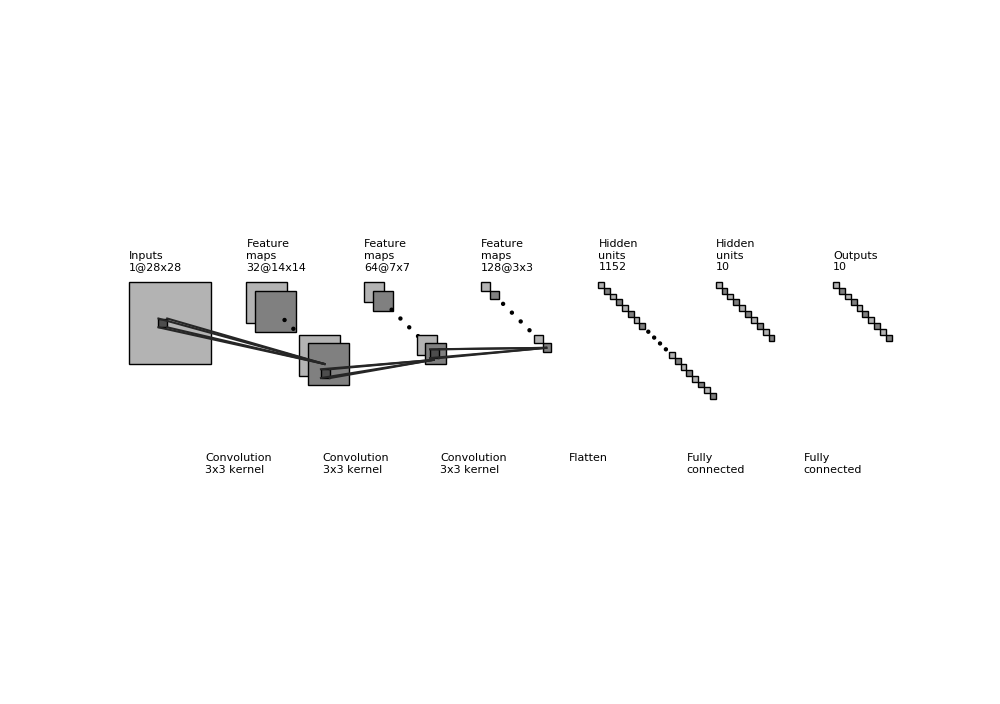 Inputs
1@28x28
Feature
maps
32@14x14
Feature
maps
64@7x7
Feature
maps
128@3x3
Hidden
units
1152
Hidden
units
10
Outputs
10
Convolution
3x3 kernel
Convolution
3x3 kernel
Convolution
3x3 kernel
Flatten
Fully
connected
Fully
connected